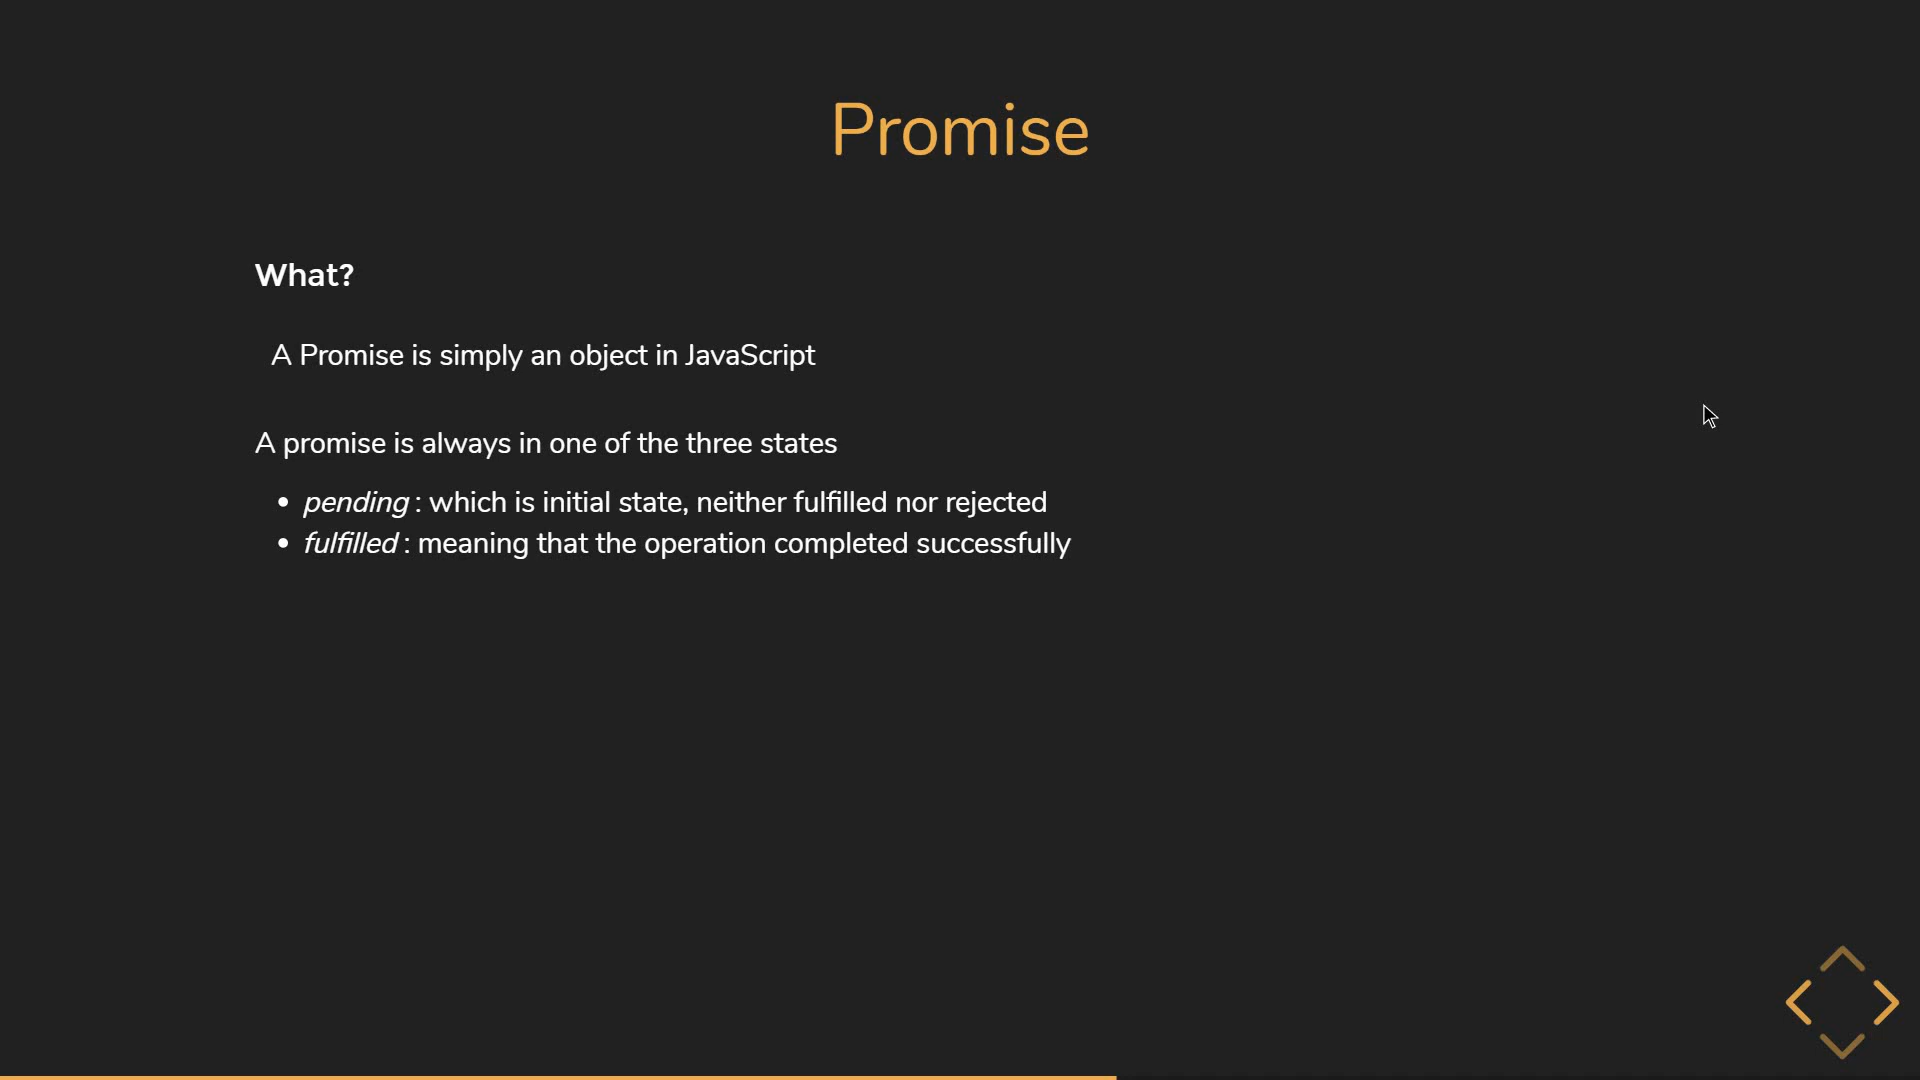 Promise
What?
A Promise is simply an object in JavaScript
A promise is always in one of the three states
• pending : which is initial state, neither fulfilled nor rejected
• fulfilled : meaning that the operation completed successfully